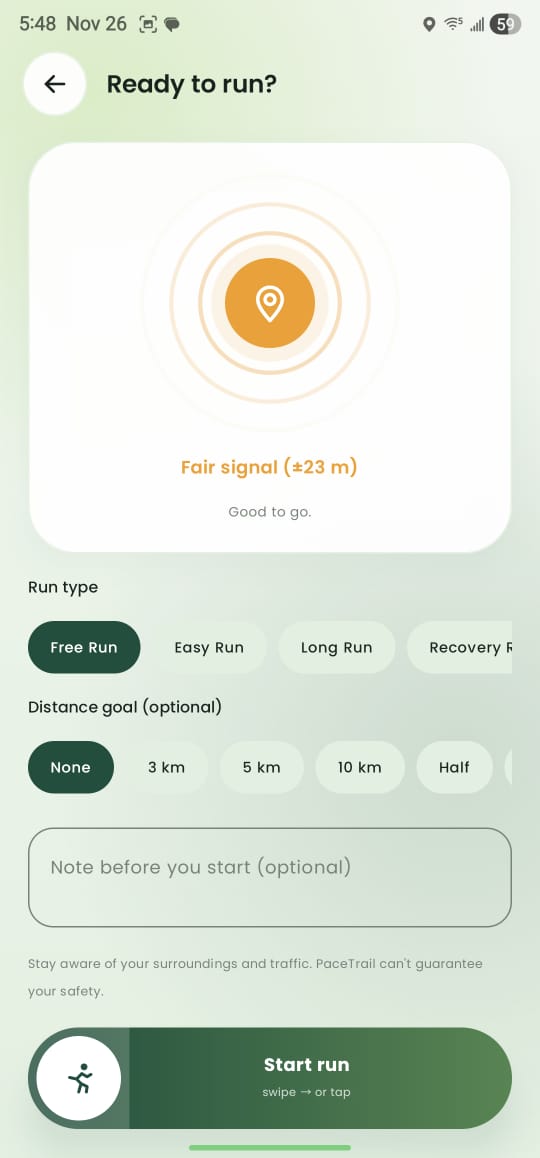 5:48 Nov 26 59
Ready to run?
Fair signal (±23 m)
Good to go.
Run type
Free Run Easy Run Long Run Recovery R
Distance goal (optional)
None 3 km 5 km 10 km Half
Note before you start (optional)
Stay aware of your surroundings and traffic. PaceTrail can't guarantee
your safety.
Start run
swipe → or tap